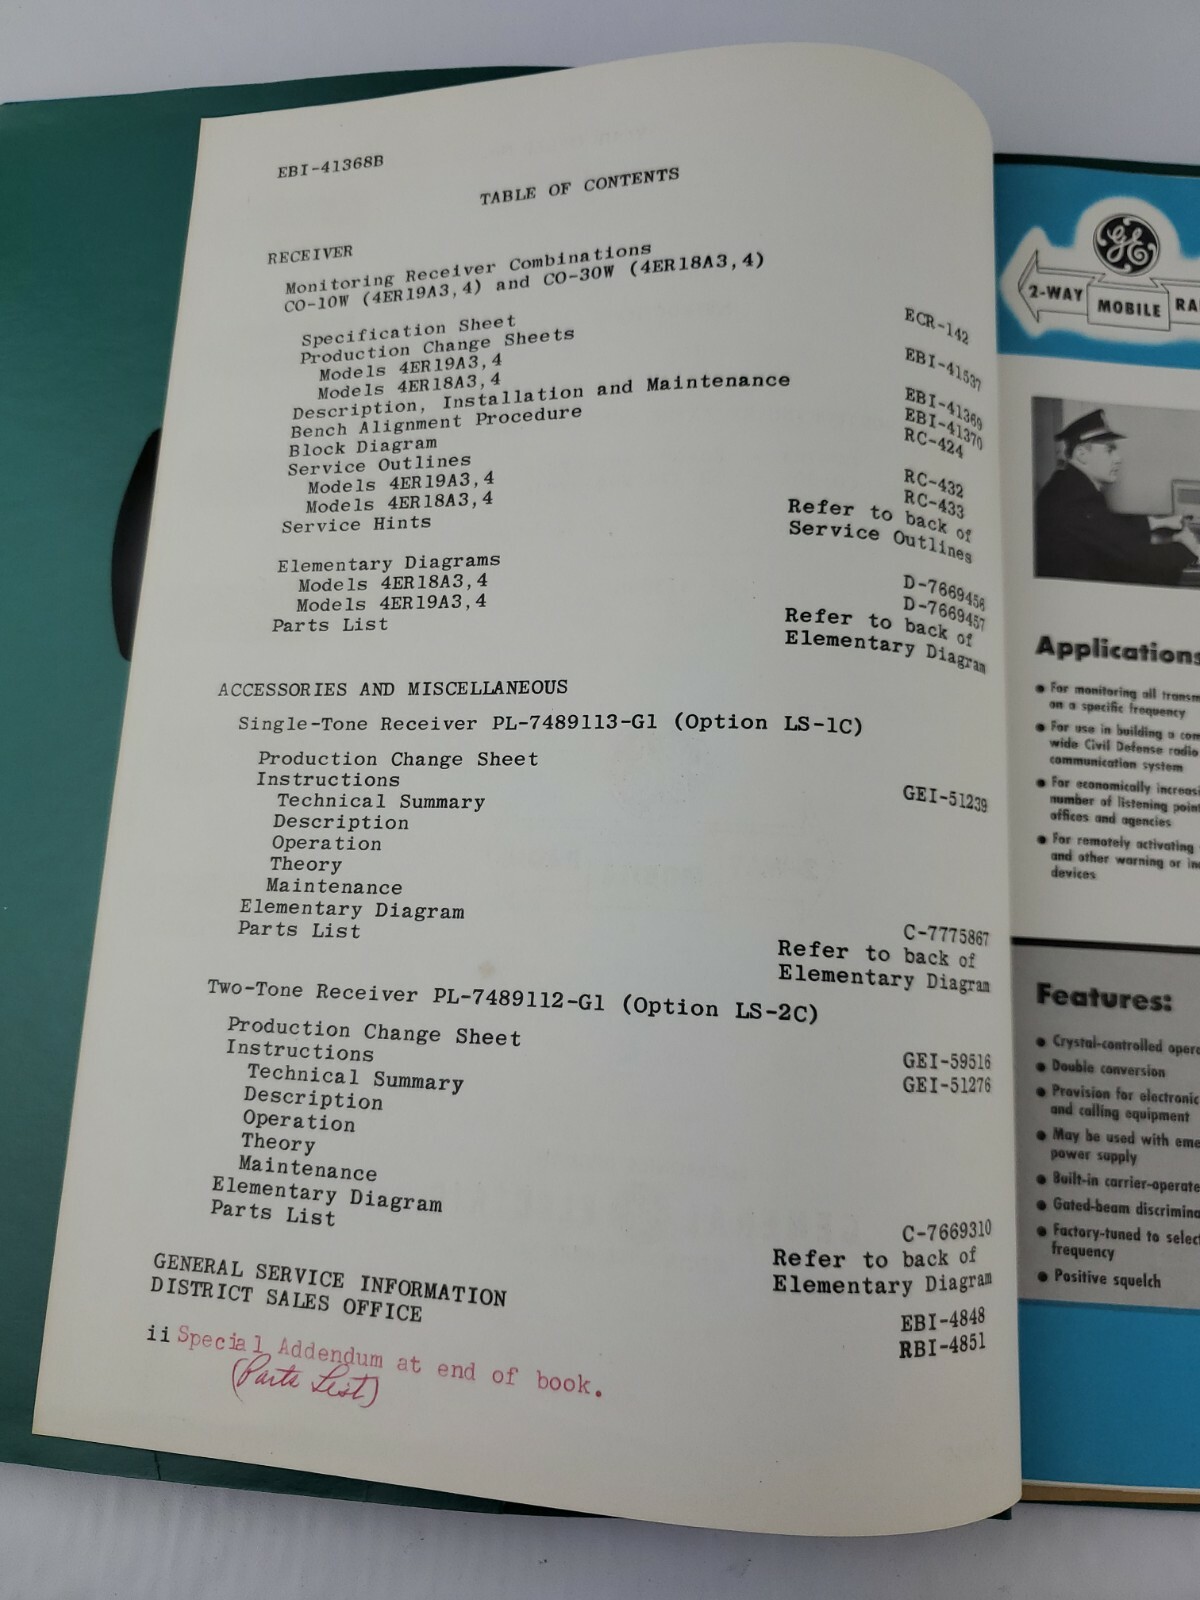 EBI-41368B
TABLE OF CONTENTS
RECEIVER
Monitoring Receiver Combinations
CO-10W (4ER19A3,4) and CO-30W (4ER18A3,4)
Specification Sheet ECR-142
Production Change Sheets
Models 4ER19A3,4 EBI-41537
Models 4ER18A3,4
Description, Installation and Maintenance EBI-41369
Bench Alignment Procedure EBI-41370
Block Diagram RC-424
Service Outlines
Models 4ER19A3,4 RC-432
Models 4ER18A3,4 RC-433
Service Hints Refer to back of
Service Outlines
Elementary Diagrams
Models 4ER18A3,4 D-7669456
Models 4ER19A3,4 D-7669457
Parts List Refer to back of
Elementary Diagram
ACCESSORIES AND MISCELLANEOUS
Single-Tone Receiver PL-7489113-G1 (Option LS-1C)
Production Change Sheet
Instructions GEI-51239
Technical Summary
Description
Operation
Theory
Maintenance
Elementary Diagram C-7775867
Parts List Refer to back of
Elementary Diagram
Two-Tone Receiver PL-7489112-G1 (Option LS-2C)
Production Change Sheet GEI-59516
Instructions GEI-51276
Technical Summary
Description
Operation
Theory
Maintenance
Elementary Diagram C-7669310
Parts List Refer to back of
Elementary Diagram
GENERAL SERVICE INFORMATION EBI-4848
DISTRICT SALES OFFICE RBI-4851
ii Special Addendum at end of book.
(Parts List)
GE
2-WAY MOBILE RA
Applications
● For monitoring all transm
on a specific frequency
● For use in building a com
wide Civil Defense radio
communication system
● For economically increasi
number of listening point
offices and agencies
● For remotely activating
and other warning or in
devices
Features:
● Crystal-controlled opera
● Double conversion
● Provision for electronic
and calling equipment
● May be used with eme
power supply
● Built-in carrier-operate
● Gated-beam discrimina
● Factory-tuned to select
frequency
● Positive squelch